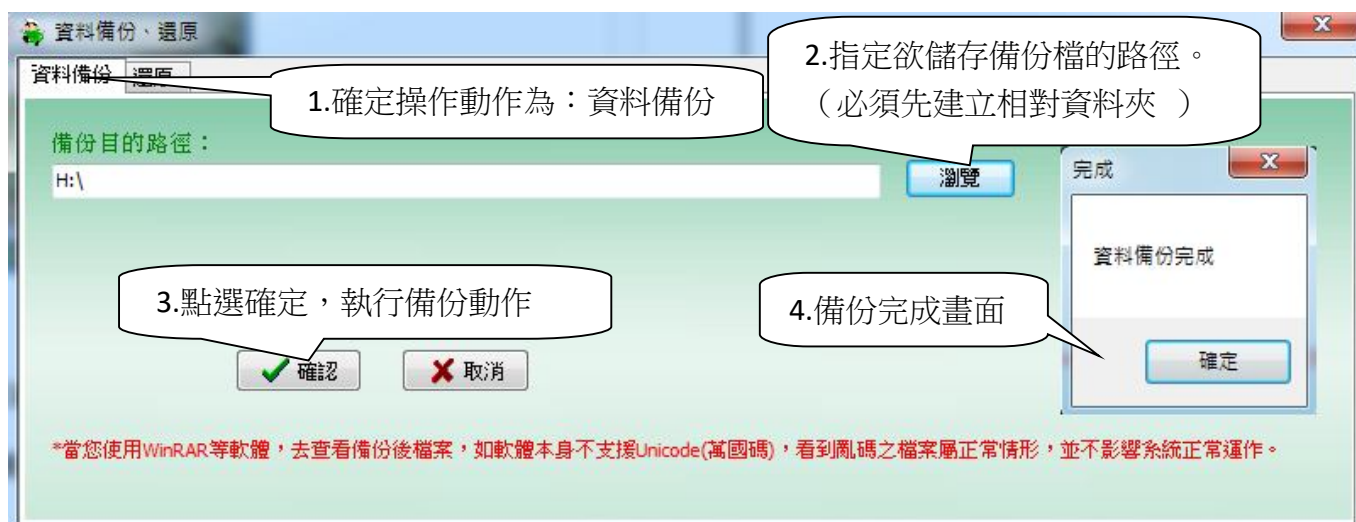 資料備份、還原
資料備份 還原
1.確定操作動作為：資料備份
2.指定欲儲存備份檔的路徑。
（必須先建立相對資料夾 ）
備份目的路徑：
H:\
瀏覽
完成
資料備份完成
3.點選確定，執行備份動作
4.備份完成畫面
確認
取消
確定
*當您使用WinRAR等軟體，去查看備份後檔案，如軟體本身不支援Unicode(萬國碼)，看到亂碼之檔案屬正常情形，並不影響系統正常運作。